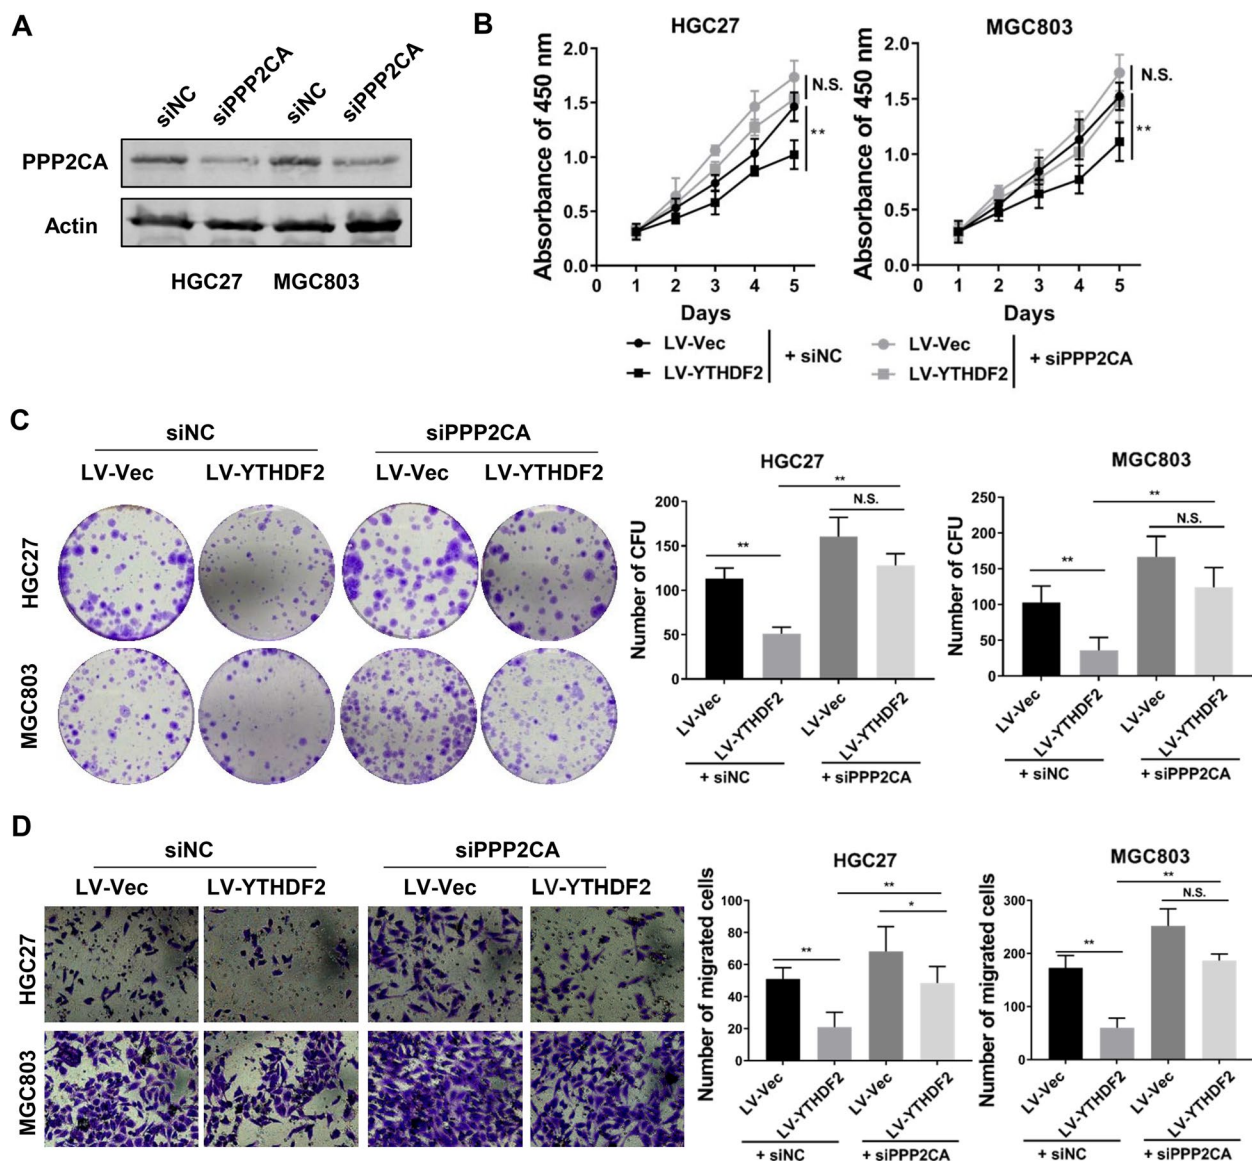 A
siNC
siPPP2CA
siNC
siPPP2CA
PPP2CA
Actin
HGC27
MGC803
B
HGC27
Absorbance of 450 nm
2.0
1.5
1.0
0.5
0.0
0 1 2 3 4 5
Days
N.S.
**
MGC803
Absorbance of 450 nm
2.0
1.5
1.0
0.5
0.0
0 1 2 3 4 5
Days
N.S.
**
LV-Vec
LV-YTHDF2
+ siNC
LV-Vec
LV-YTHDF2
+ siPPP2CA
C
siNC
siPPP2CA
LV-Vec
LV-YTHDF2
LV-Vec
LV-YTHDF2
HGC27
MGC803
HGC27
Number of CFU
200
150
100
50
0
**
**
N.S.
LV-Vec
LV-YTHDF2
LV-Vec
LV-YTHDF2
+ siNC
+ siPPP2CA
MGC803
Number of CFU
250
200
150
100
50
0
**
**
N.S.
LV-Vec
LV-YTHDF2
LV-Vec
LV-YTHDF2
+ siNC
+ siPPP2CA
D
siNC
siPPP2CA
LV-Vec
LV-YTHDF2
LV-Vec
LV-YTHDF2
HGC27
MGC803
HGC27
Number of migrated cells
100
80
60
40
20
0
**
**
*
LV-Vec
LV-YTHDF2
LV-Vec
LV-YTHDF2
+ siNC
+ siPPP2CA
MGC803
Number of migrated cells
300
200
100
0
**
**
N.S.
LV-Vec
LV-YTHDF2
LV-Vec
LV-YTHDF2
+ siNC
+ siPPP2CA